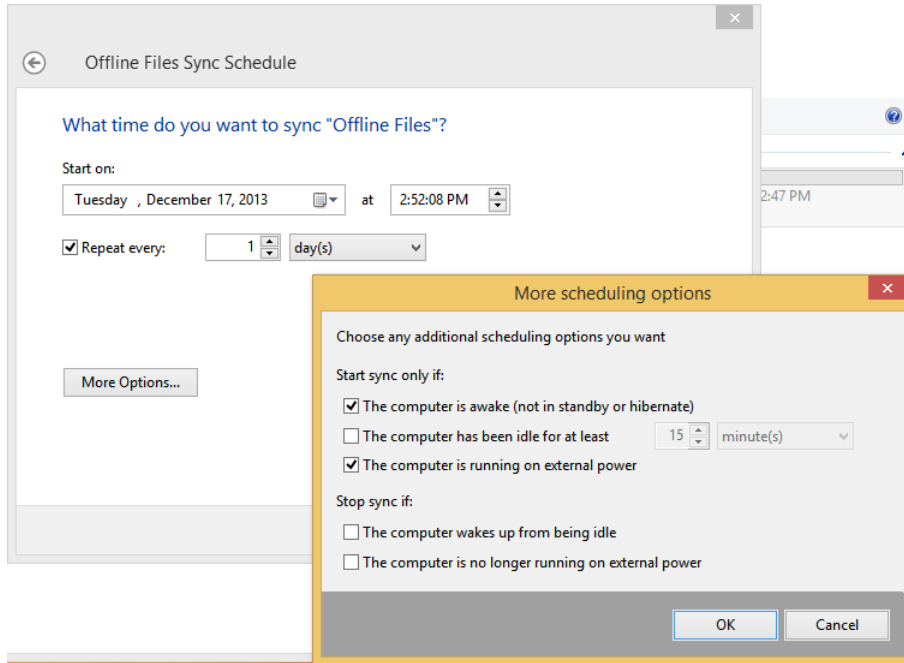 Offline Files Sync Schedule
What time do you want to sync "Offline Files"?
Start on:
Tuesday , December 17, 2013 at 2:52:08 PM
2:47 PM
Repeat every: 1 day(s)
More Options...
More scheduling options
Choose any additional scheduling options you want
Start sync only if:
The computer is awake (not in standby or hibernate)
The computer has been idle for at least 15 minute(s)
The computer is running on external power
Stop sync if:
The computer wakes up from being idle
The computer is no longer running on external power
OK Cancel